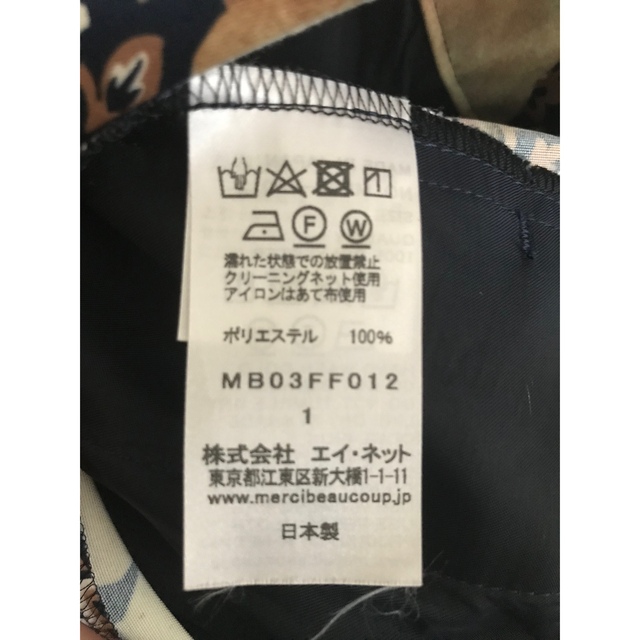 F W
濡れた状態での放置禁止
クリーニングネット使用
アイロンはあて布使用
ポリエステル 100%
MB03FF012
1
株式会社 エイ・ネット
東京都江東区新大橋1-1-11
www.mercibeaucoup.jp
日本製